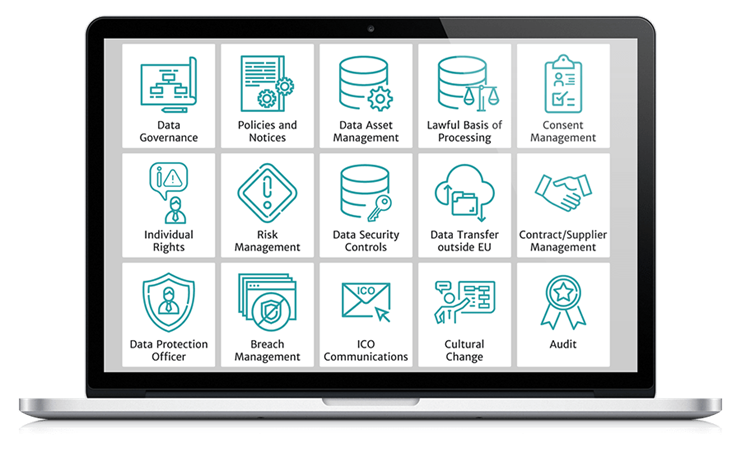 Data
Governance
Policies and
Notices
Data Asset
Management
Lawful Basis of
Processing
Consent
Management
Individual
Rights
Risk
Management
Data Security
Controls
Data Transfer
outside EU
Contract/Supplier
Management
Data Protection
Officer
Breach
Management
ICO
ICO
Communications
Cultural
Change
Audit